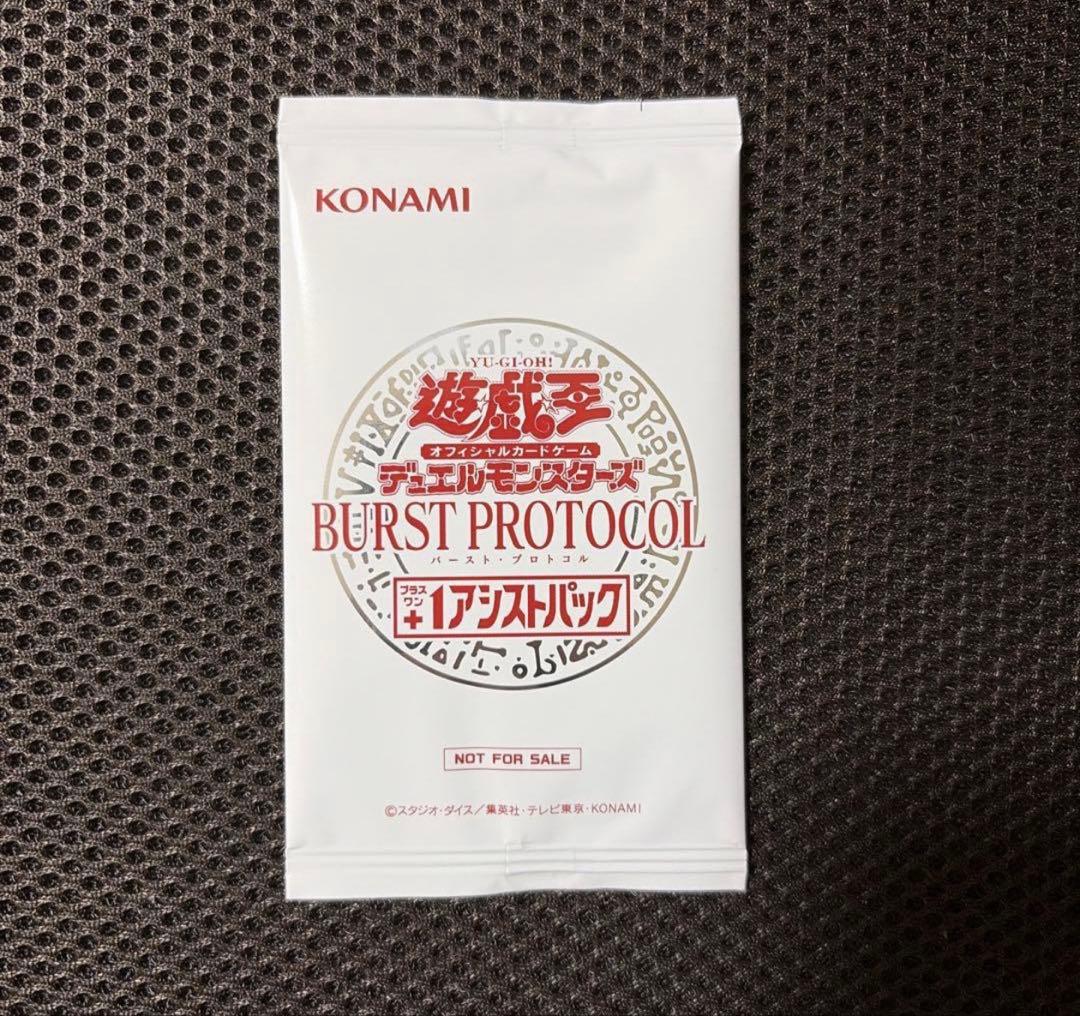 KONAMI
YU-GI-OH!
遊戯王
オフィシャルカードゲーム
デュエルモンスターズ
BURST PROTOCOL
バースト・プロトコル
プラスワン
+1アシストパック
NOT FOR SALE
©スタジオ・ダイス/集英社・テレビ東京・KONAMI